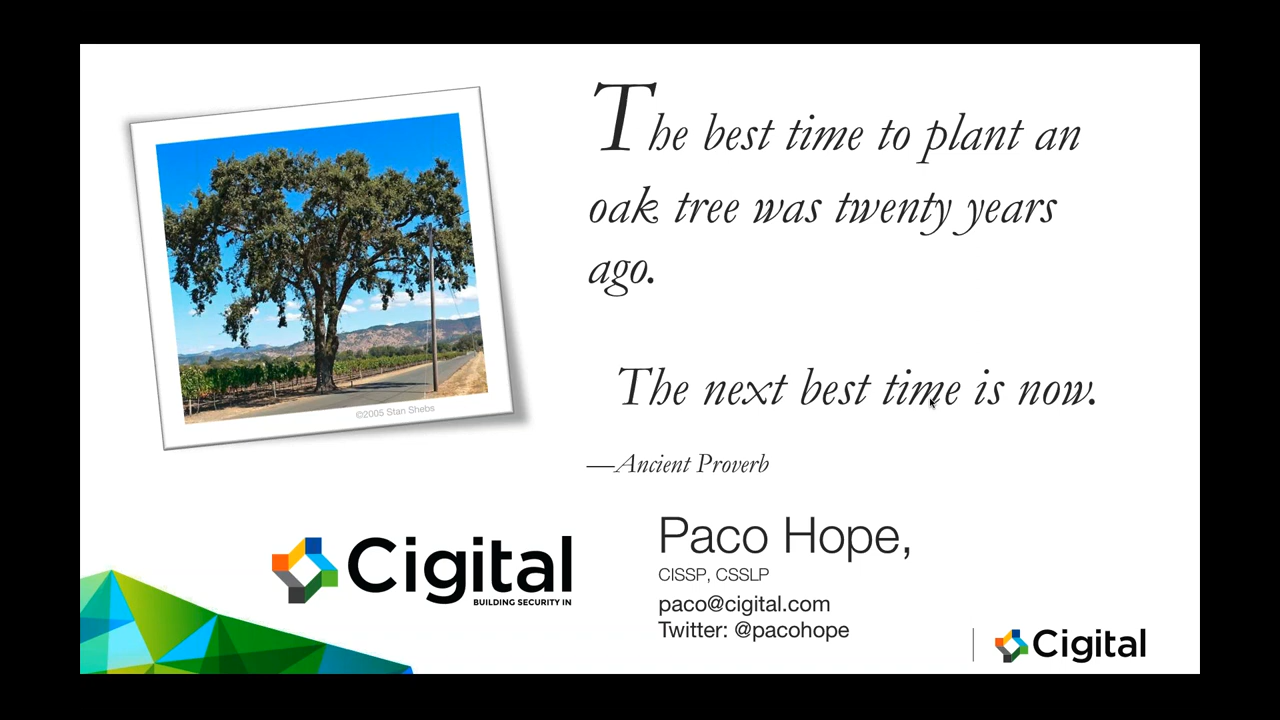 The best time to plant an
oak tree was twenty years
ago.
The next best time is now.
—Ancient Proverb
©2005 Stan Shebs
Cigital
BUILDING SECURITY IN
Paco Hope,
CISSP, CSSLP
paco@cigital.com
Twitter: @pacohope
Cigital